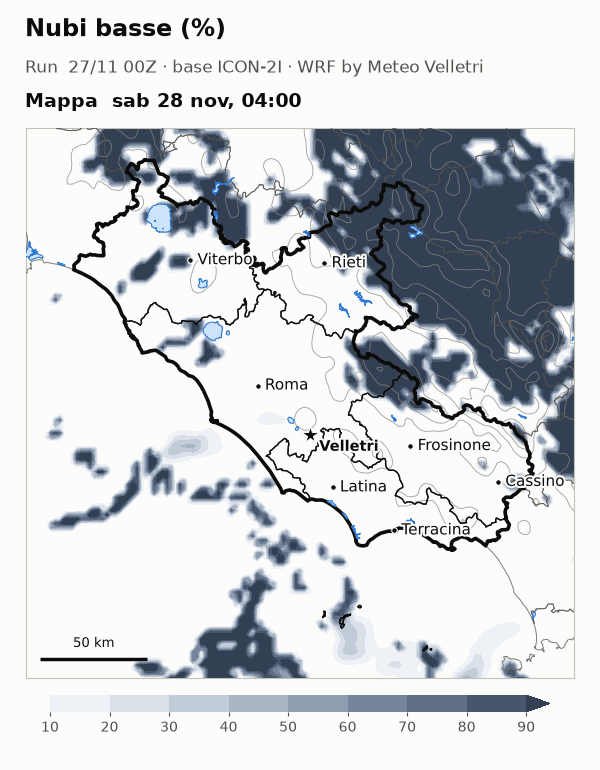 Nubi basse (%)
Run  27/11 00Z · base ICON-2I · WRF by Meteo Velletri
Mappa  sab 28 nov, 04:00
Viterbo
Rieti
Roma
Velletri
Frosinone
Cassino
Latina
Terracina
50 km
10 20 30 40 50 60 70 80 90